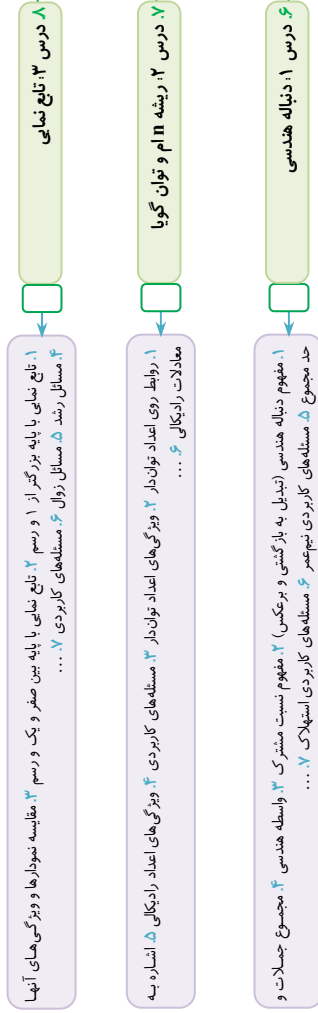 ۶. درس ۱: دنباله هندسی
۱. مفهوم دنباله هندسی (تبدیل به بازگشتی و برعکس) ۲. مفهوم نسبت مشترک ۳. واسطه هندسی ۴. مجموع جملات و
حد مجموع ۵. مسئله‌های کاربردی نیم‌عمر ۶. مسئله‌های کاربردی استهلاک ۷. ...
۷. درس ۲: ریشه n ام و توان گویا
۱. روابط روی اعداد توان‌دار ۲. ویژگی‌های اعداد توان‌دار ۳. مسئله‌های کاربردی ۴. ویژگی‌های اعداد رادیکالی ۵. اشاره به
معادلات رادیکالی ۶. ...
۸. درس ۳: تابع نمایی
۱. تابع نمایی با پایه بزرگتر از ۱ و رسم ۲. تابع نمایی با پایه بین صفر و یک و رسم ۳. مقایسه نمودارها و ویژگی‌های آنها
۴. مسائل رشد ۵. مسائل زوال ۶. مسئله‌های کاربردی ۷. ...